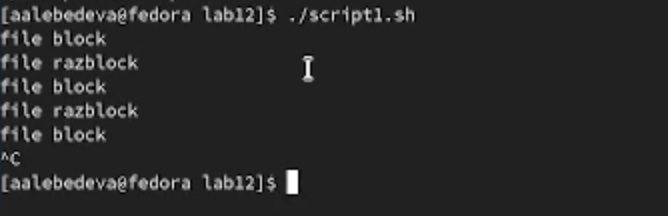 [aalebedeva@fedora lab12]$ ./script1.sh
file block
file razblock
file block
file razblock
file block
^C
[aalebedeva@fedora lab12]$